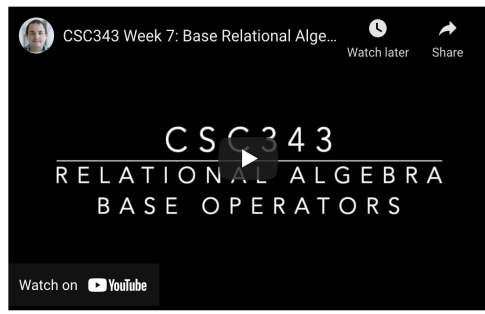 CSC343 Week 7: Base Relational Alge...
Watch later
Share
CSC343
RELATIONAL ALGEBRA
BASE OPERATORS
Watch on YouTube